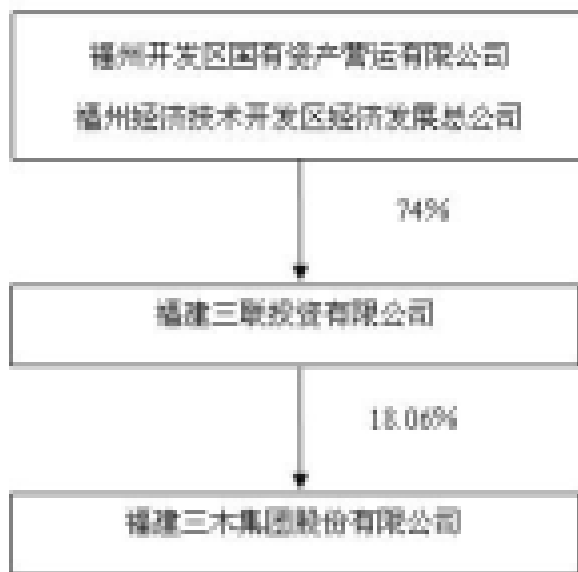 福州开发区国有资产营运有限公司
福州经济技术开发区经济发展总公司
74%
福建三联投资有限公司
18.06%
福建三木集团股份有限公司